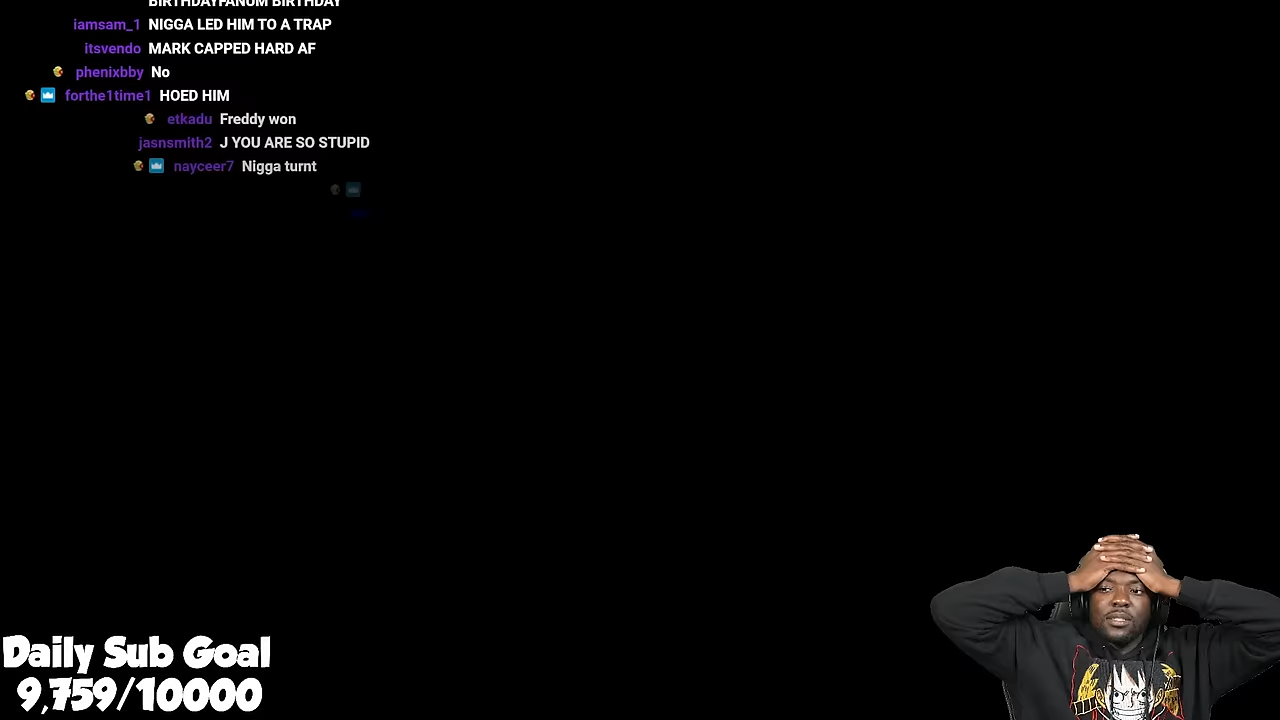 BIRTHDAYFANUM BIRTHDAY
iamsam_1 NIGGA LED HIM TO A TRAP
itsvendo MARK CAPPED HARD AF
phenixbby No
forthe1time1 HOED HIM
etkadu Freddy won
jasnsmith2 J YOU ARE SO STUPID
nayceer7 Nigga turnt
Daily Sub Goal
9,759/10000